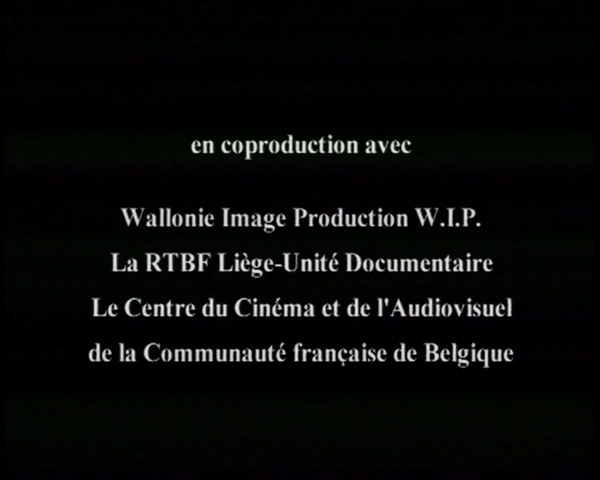 en coproduction avec
Wallonie Image Production W.I.P.
La RTBF Liège-Unité Documentaire
Le Centre du Cinéma et de l'Audiovisuel
de la Communauté française de Belgique